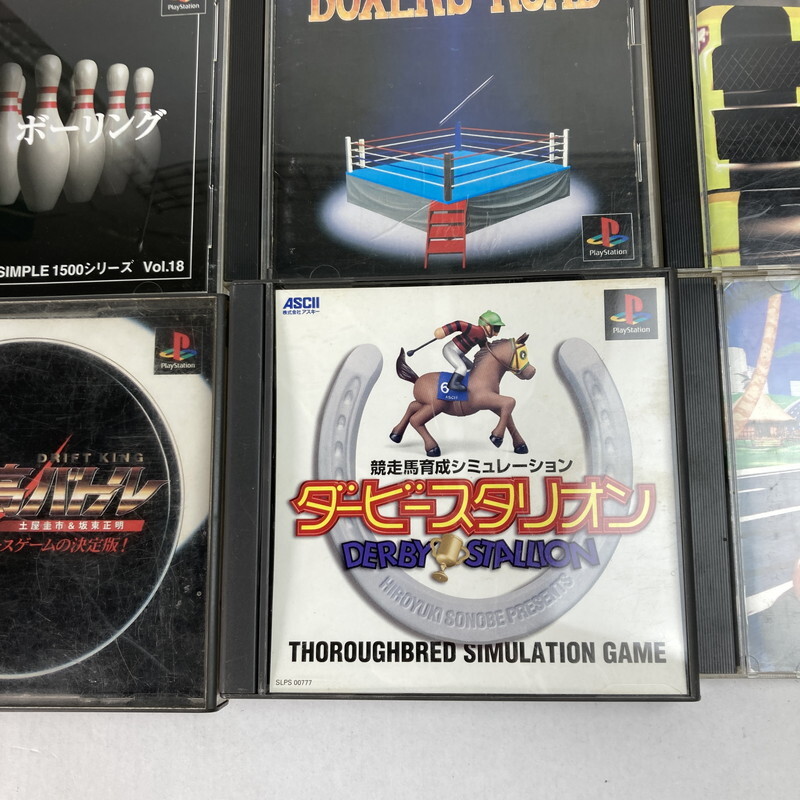 PlayStation
ボーリング
SIMPLE 1500シリーズ Vol.18
BOXER'S ROAD
PlayStation
PlayStation
DRIFT KING
バトル
土屋圭市&坂東正明
スゲームの決定版!
ASCII
株式会社アスキー
PlayStation
6
競走馬育成シミュレーション
ダービースタリオン
DERBY STALLION
HIROYUKI SONOBE PRESENTS
THOROUGHBRED SIMULATION GAME
SLPS 00777